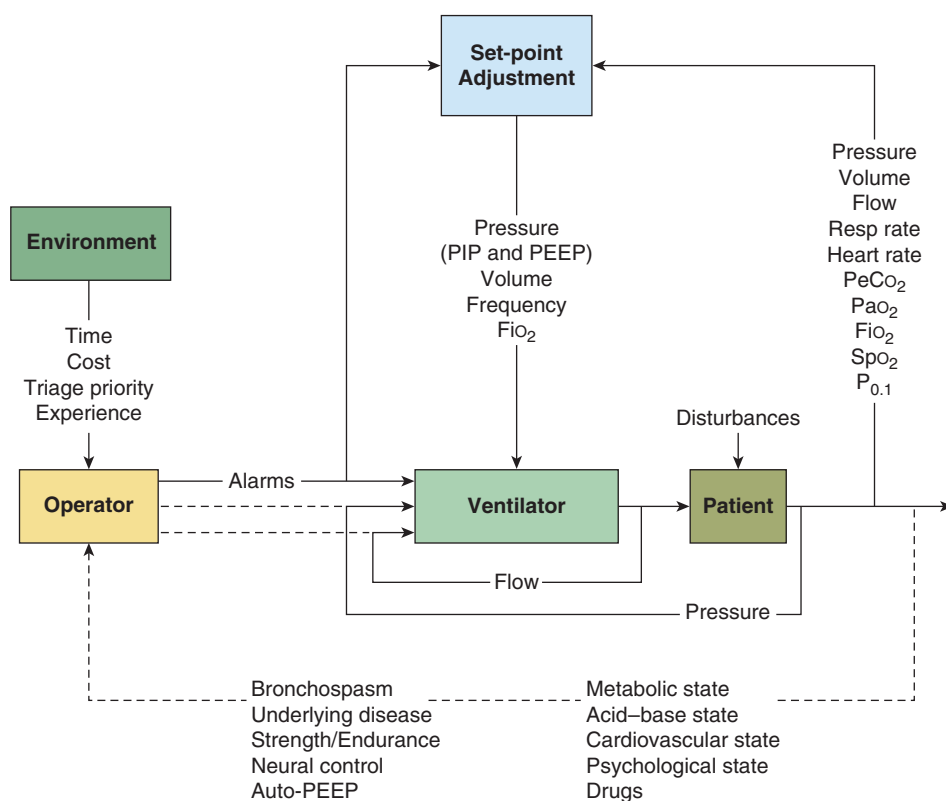 Set-point
Adjustment
Pressure
Volume
Flow
Resp rate
Heart rate
PeCO₂
PaO₂
FiO₂
SpO₂
P₀.₁
Environment
Pressure
(PIP and PEEP)
Volume
Frequency
FiO₂
Time
Cost
Triage priority
Experience
Disturbances
Operator
Alarms
Ventilator
Patient
Flow
Pressure
Bronchospasm
Underlying disease
Strength/Endurance
Neural control
Auto-PEEP
Metabolic state
Acid–base state
Cardiovascular state
Psychological state
Drugs